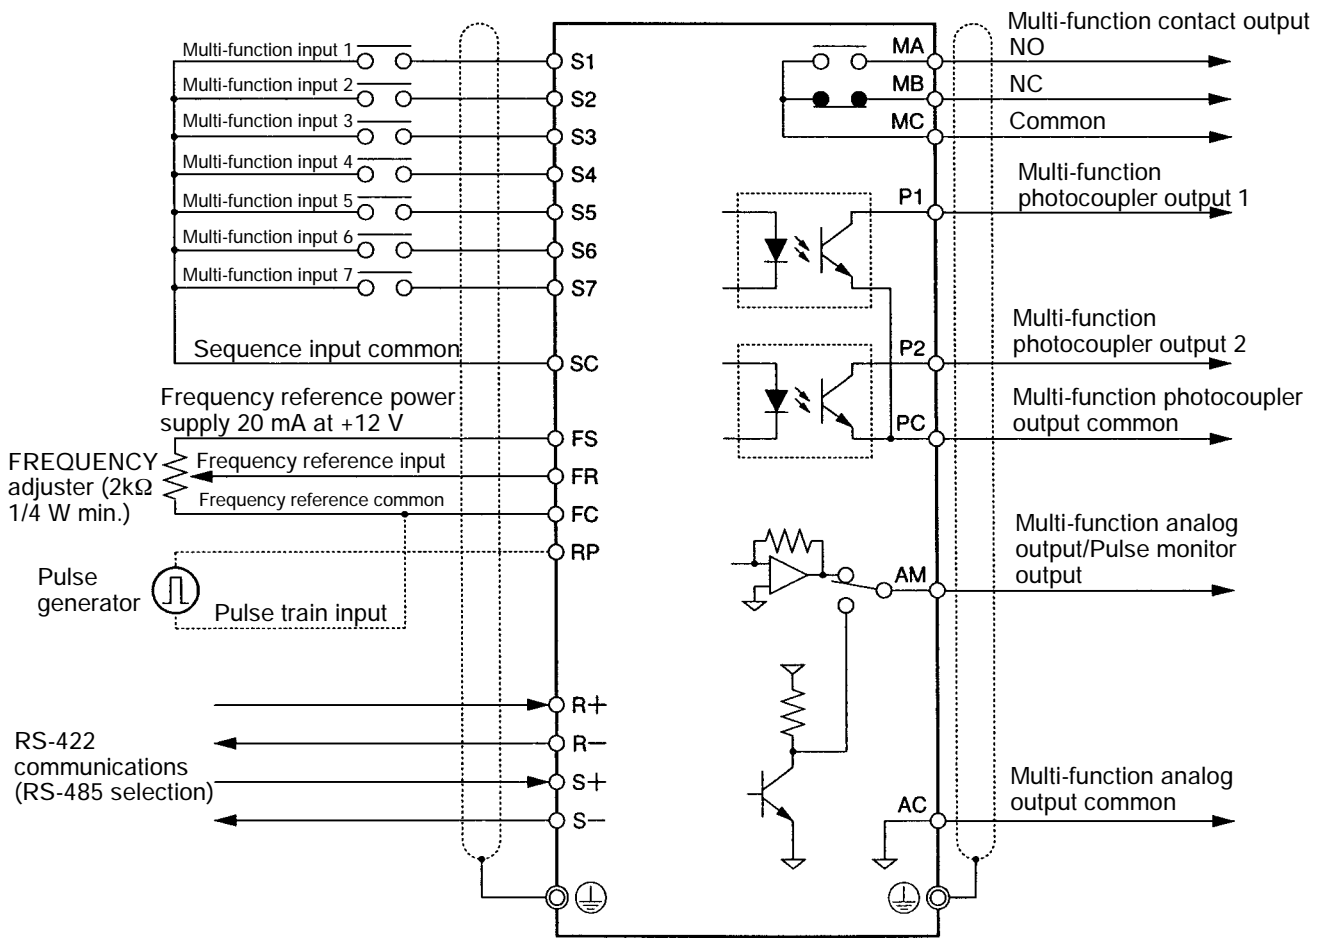 Multi-function contact output
Multi-function input 1
S1
MA
NO
Multi-function input 2
S2
MB
NC
Multi-function input 3
S3
MC
Common
Multi-function input 4
S4
Multi-function input 5
S5
P1
Multi-function
photocoupler output 1
Multi-function input 6
S6
Multi-function input 7
S7
Sequence input common
SC
P2
Multi-function
photocoupler output 2
Frequency reference power
supply 20 mA at +12 V
FS
PC
Multi-function photocoupler
output common
FREQUENCY
adjuster (2kΩ
1/4 W min.)
Frequency reference input
FR
Frequency reference common
FC
RP
Multi-function analog
output/Pulse monitor
output
AM
Pulse
generator
Pulse train input
R+
R−
RS-422
communications
(RS-485 selection)
S+
S−
Multi-function analog
output common
AC